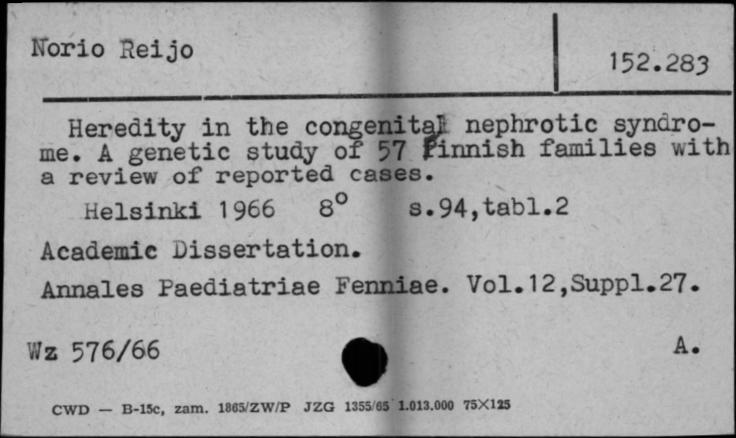 Norio Reijo
152.283
Heredity in the congenital nephrotic syndro-
me. A genetic study of 57 Finnish families with
a review of reported cases.
Helsinki 1966 8° s.94,tabl.2
Academic Dissertation.
Annales Paediatriae Fenniae. Vol.12,Suppl.27.
Wz 576/66 A.
CWD — B-15c, zam. 1865/ZW/P JZG 1355/65 1.013.000 75X125